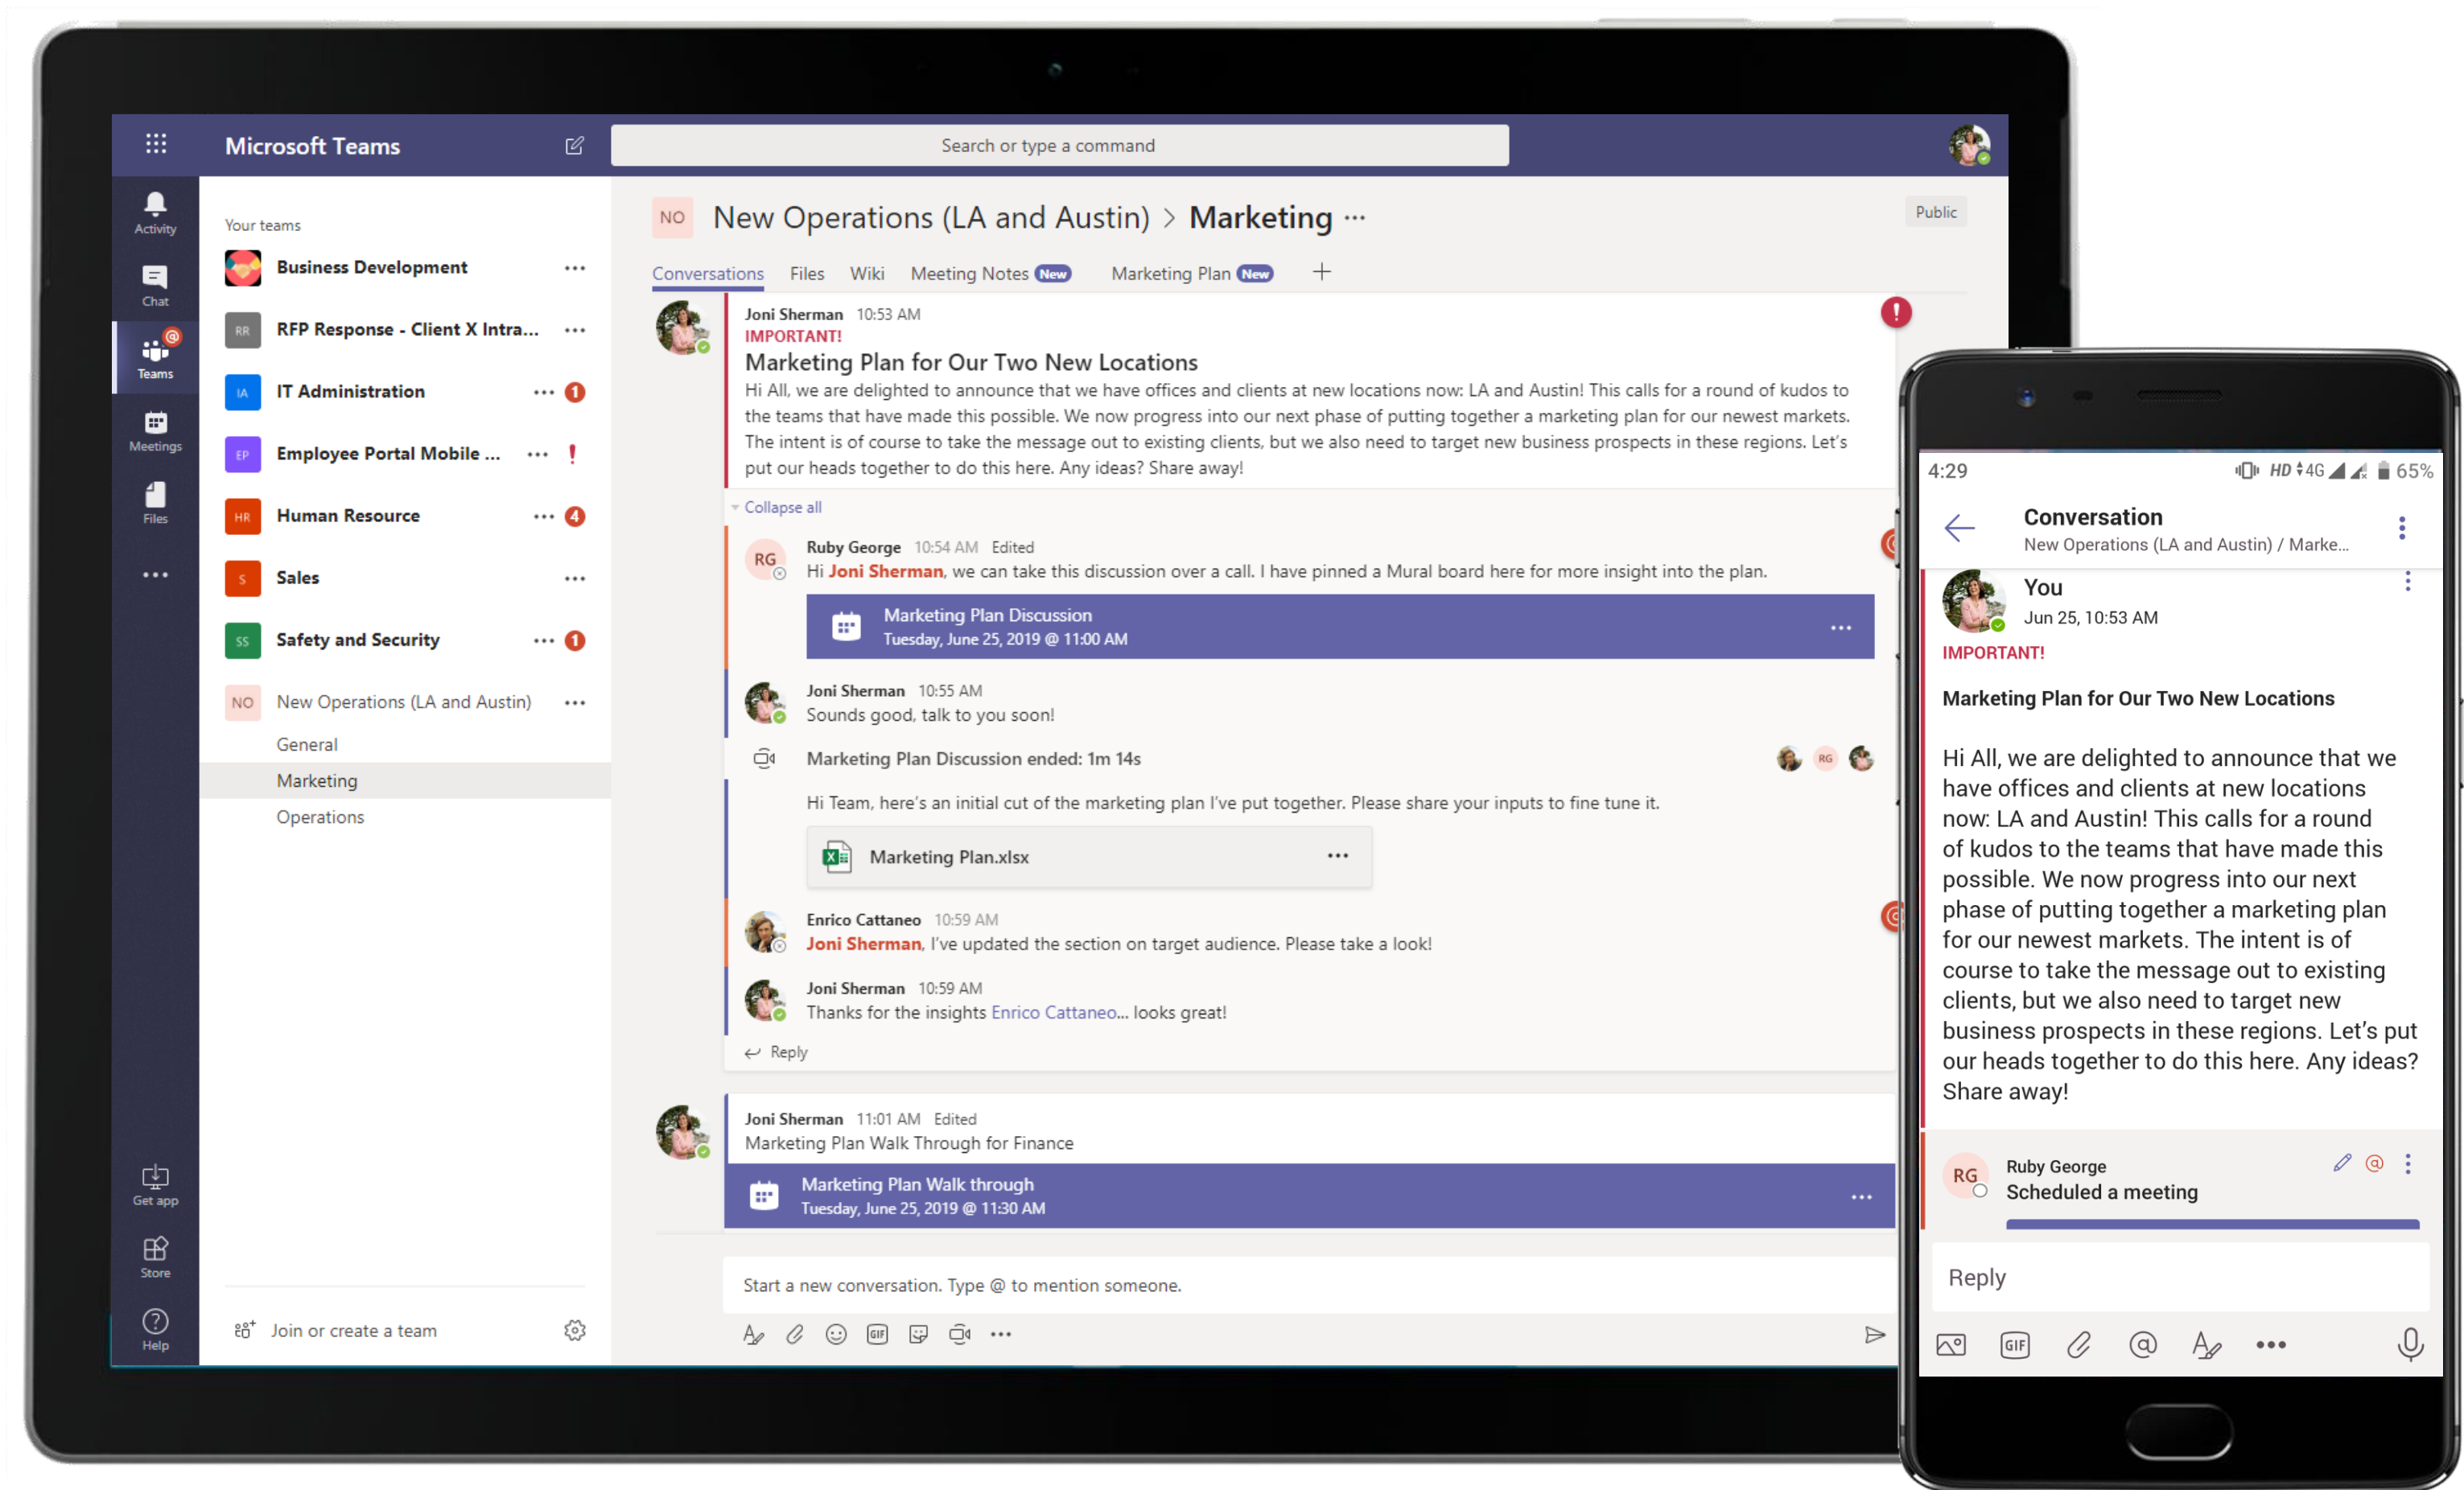 Microsoft Teams
Search or type a command
Activity
Chat
Teams
Meetings
Files
Get app
Store
Help
Your teams
Business Development
RR RFP Response - Client X Intra...
IA IT Administration 1
EP Employee Portal Mobile ... !
HR Human Resource 4
S Sales
SS Safety and Security 1
NO New Operations (LA and Austin)
General
Marketing
Operations
Join or create a team
NO New Operations (LA and Austin) > Marketing ...
Public
Conversations Files Wiki Meeting Notes New Marketing Plan New +
Joni Sherman 10:53 AM
IMPORTANT!
Marketing Plan for Our Two New Locations
Hi All, we are delighted to announce that we have offices and clients at new locations now: LA and Austin! This calls for a round of kudos to
the teams that have made this possible. We now progress into our next phase of putting together a marketing plan for our newest markets.
The intent is of course to take the message out to existing clients, but we also need to target new business prospects in these regions. Let's
put our heads together to do this here. Any ideas? Share away!
Collapse all
RG Ruby George 10:54 AM Edited
Hi Joni Sherman, we can take this discussion over a call. I have pinned a Mural board here for more insight into the plan.
Marketing Plan Discussion
Tuesday, June 25, 2019 @ 11:00 AM
Joni Sherman 10:55 AM
Sounds good, talk to you soon!
Marketing Plan Discussion ended: 1m 14s RG
Hi Team, here's an initial cut of the marketing plan I've put together. Please share your inputs to fine tune it.
Marketing Plan.xlsx
Enrico Cattaneo 10:59 AM
Joni Sherman, I've updated the section on target audience. Please take a look!
Joni Sherman 10:59 AM
Thanks for the insights Enrico Cattaneo... looks great!
Reply
Joni Sherman 11:01 AM Edited
Marketing Plan Walk Through for Finance
Marketing Plan Walk through
Tuesday, June 25, 2019 @ 11:30 AM
Start a new conversation. Type @ to mention someone.
GIF
4:29 HD 4G 65%
Conversation
New Operations (LA and Austin) / Marke...
You
Jun 25, 10:53 AM
IMPORTANT!
Marketing Plan for Our Two New Locations
Hi All, we are delighted to announce that we
have offices and clients at new locations
now: LA and Austin! This calls for a round
of kudos to the teams that have made this
possible. We now progress into our next
phase of putting together a marketing plan
for our newest markets. The intent is of
course to take the message out to existing
clients, but we also need to target new
business prospects in these regions. Let's put
our heads together to do this here. Any ideas?
Share away!
RG Ruby George @
Scheduled a meeting
Reply
GIF @